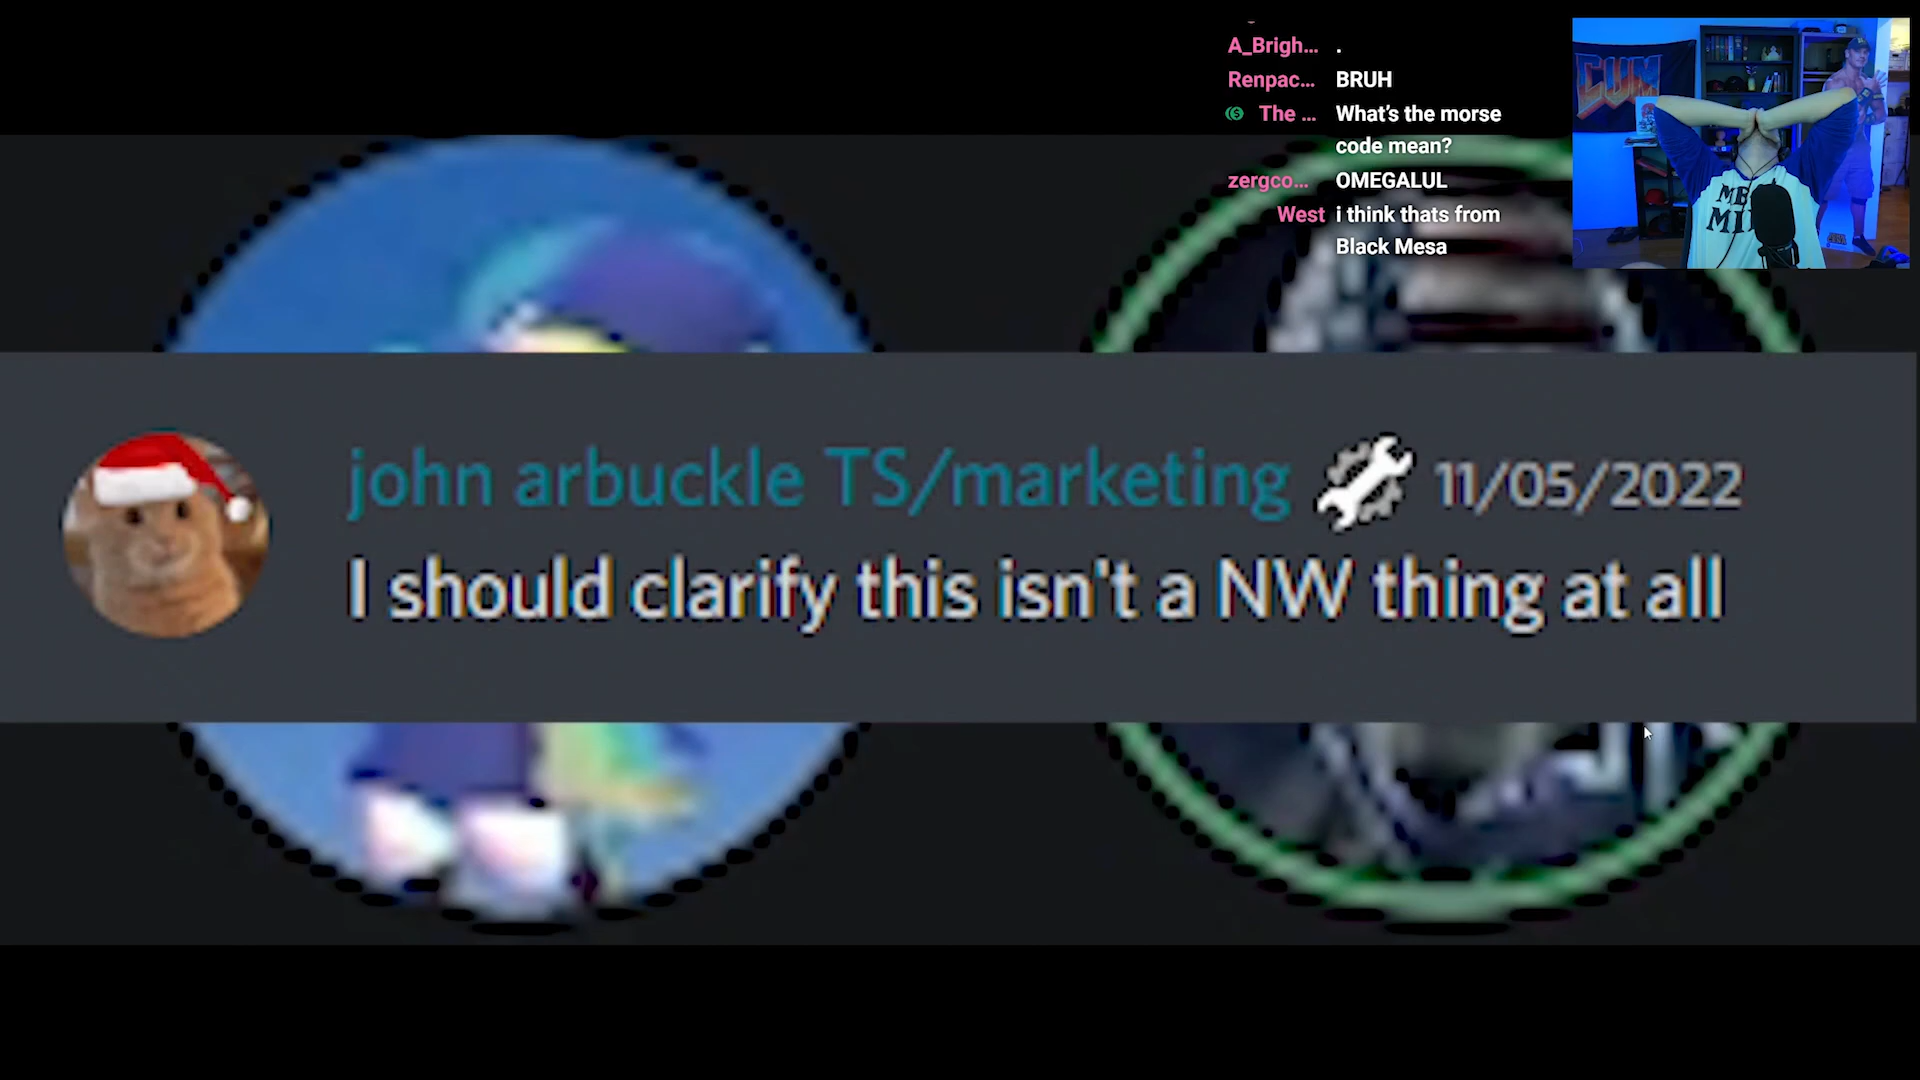 A_Brigh... .
Renpac... BRUH
The ... What's the morse
code mean?
zergco... OMEGALUL
West i think thats from
Black Mesa
CUM
john arbuckle TS/marketing 11/05/2022
I should clarify this isn't a NW thing at all